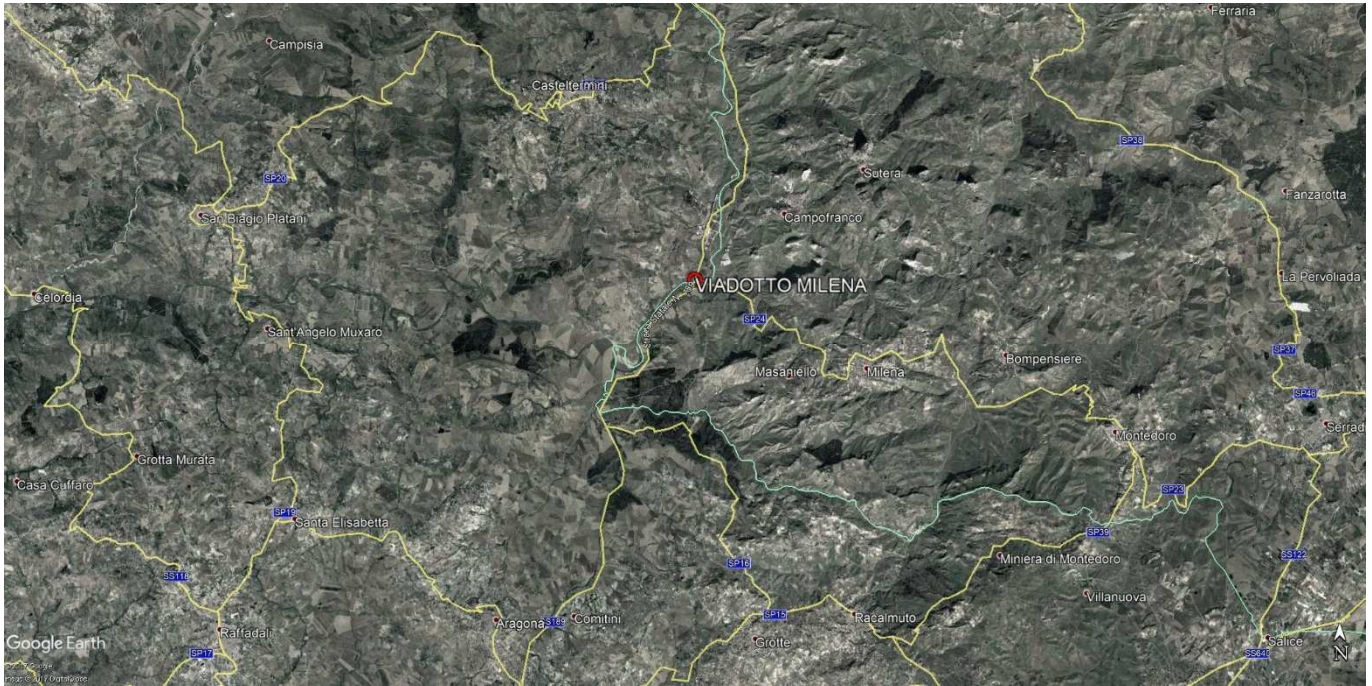 Ferraria
Campisia
Casteltermini
SP38
Sutera
SP20
Fanzarotta
San Biagio Platani
Campofranco
La Pervoliada
VIADOTTO MILENA
Celordia
SP24
Sant'Angelo Muxaro
SP37
Bompensiere
Masaniello
Milena
SP46
Serradi
Montedoro
Grotta Murata
Casa Cuffaro
SP23
SP19
Santa Elisabetta
SP39
SS122
Miniera di Montedoro
SP16
SS118
Villanuova
SP15
Racalmuto
Aragona
Comitini
Raffadali
Grotte
Salice
Google Earth
SP17
SS640
N